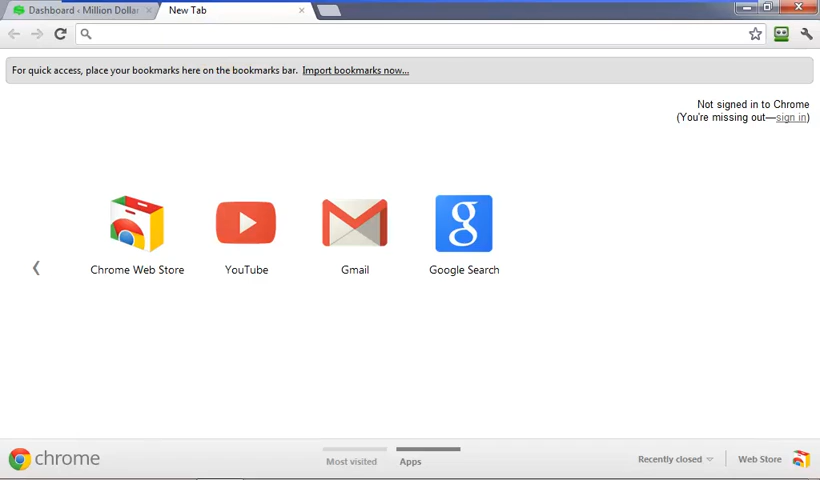 Dashboard ‹ Million Dollar
New Tab
For quick access, place your bookmarks here on the bookmarks bar. Import bookmarks now...
Not signed in to Chrome
(You're missing out—sign in)
Chrome Web Store
YouTube
Gmail
Google Search
chrome
Most visited
Apps
Recently closed
Web Store